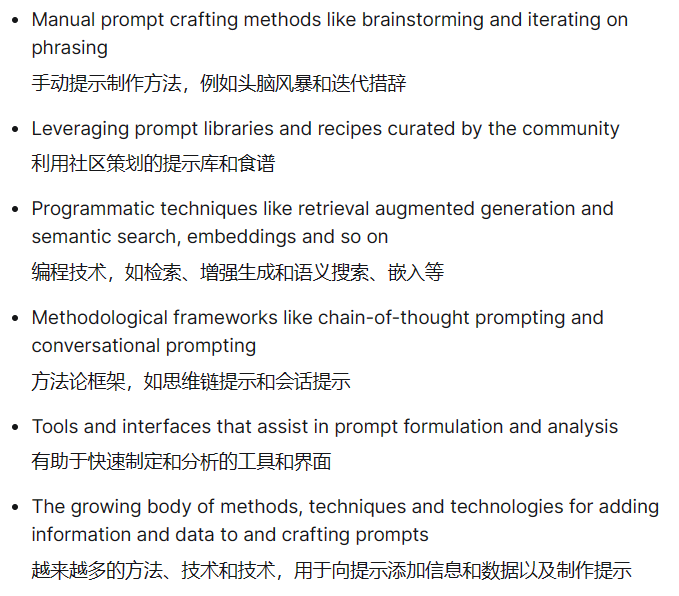 • Manual prompt crafting methods like brainstorming and iterating on
phrasing
手动提示制作方法，例如头脑风暴和迭代措辞
• Leveraging prompt libraries and recipes curated by the community
利用社区策划的提示库和食谱
• Programmatic techniques like retrieval augmented generation and
semantic search, embeddings and so on
编程技术，如检索、增强生成和语义搜索、嵌入等
• Methodological frameworks like chain-of-thought prompting and
conversational prompting
方法论框架，如思维链提示和会话提示
• Tools and interfaces that assist in prompt formulation and analysis
有助于快速制定和分析的工具和界面
• The growing body of methods, techniques and technologies for adding
information and data to and crafting prompts
越来越多的方法、技术和技术，用于向提示添加信息和数据以及制作提示